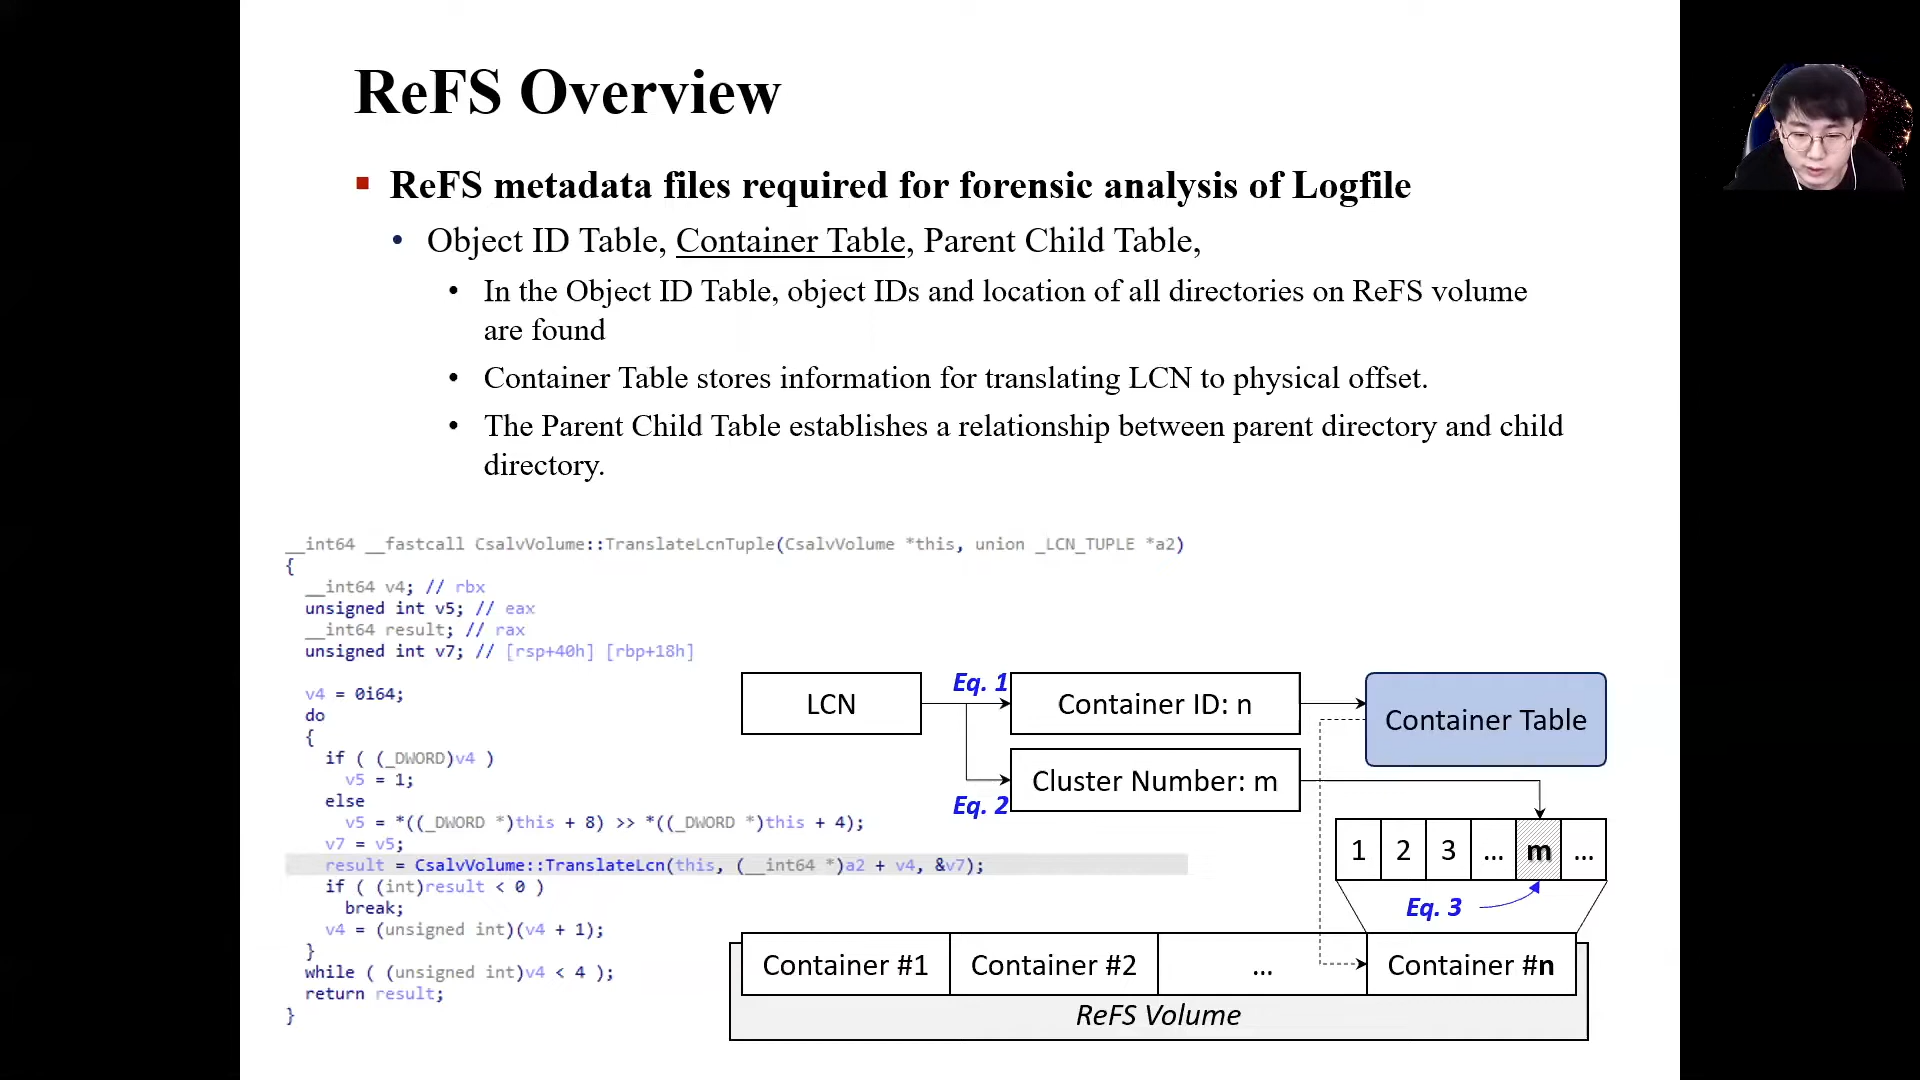 ReFS Overview
ReFS metadata files required for forensic analysis of Logfile
• Object ID Table, Container Table, Parent Child Table,
• In the Object ID Table, object IDs and location of all directories on ReFS volume
are found
• Container Table stores information for translating LCN to physical offset.
• The Parent Child Table establishes a relationship between parent directory and child
directory.
__int64 __fastcall CsalvVolume::TranslateLcnTuple(CsalvVolume *this, union _LCN_TUPLE *a2)
{
__int64 v4; // rbx
unsigned int v5; // eax
__int64 result; // rax
unsigned int v7; // [rsp+40h] [rbp+18h]
v4 = 0i64;
do
{
if ( (_DWORD)v4 )
v5 = 1;
else
v5 = *((_DWORD *)this + 8) >> *((_DWORD *)this + 4);
v7 = v5;
result = CsalvVolume::TranslateLcn(this, (__int64 *)a2 + v4, &v7);
if ( (int)result < 0 )
break;
v4 = (unsigned int)(v4 + 1);
}
while ( (unsigned int)v4 < 4 );
return result;
}
LCN
Eq. 1
Container ID: n
Container Table
Eq. 2
Cluster Number: m
1 2 3 ... m ...
Eq. 3
Container #1 Container #2 ... Container #n
ReFS Volume